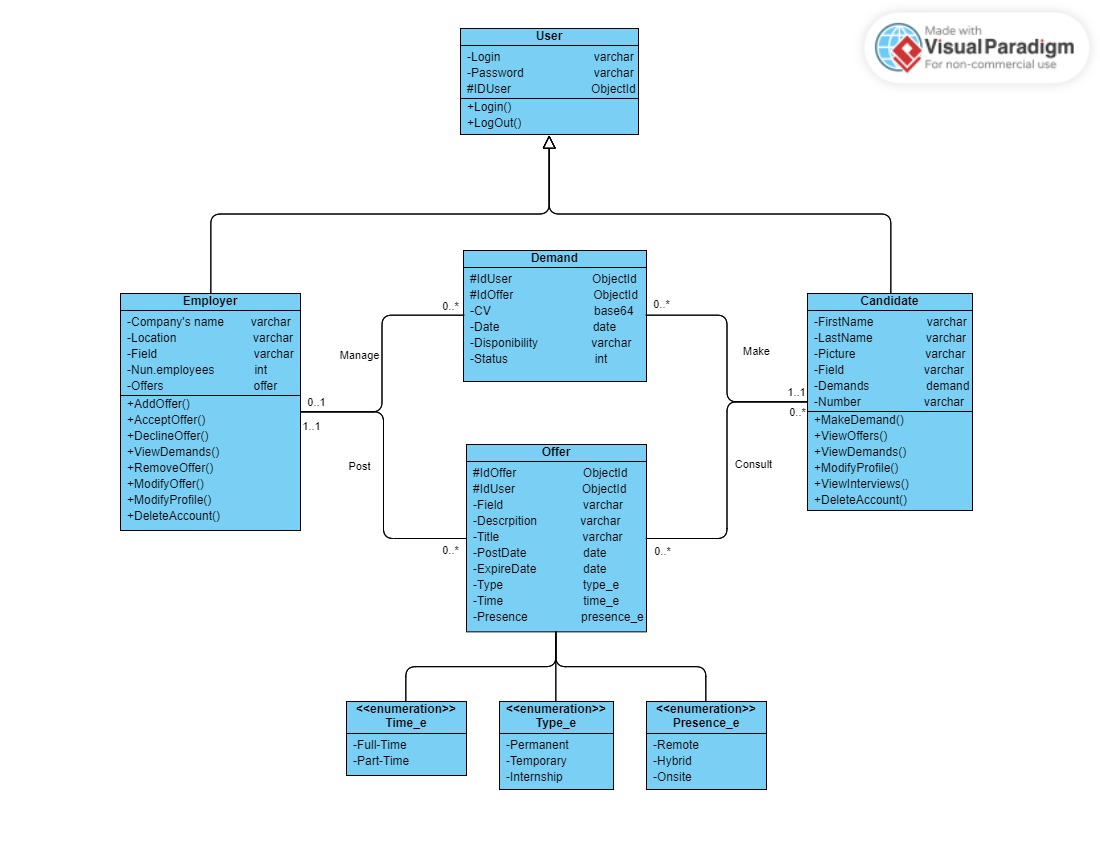 Made with
Visual Paradigm
For non-commercial use
User
-Login varchar
-Password varchar
#IDUser ObjectId
+Login()
+LogOut()
Demand
#IdUser ObjectId
#IdOffer ObjectId
-CV base64
-Date date
-Disponibility varchar
-Status int
Employer
-Company's name varchar
-Location varchar
-Field varchar
-Nun.employees int
-Offers offer
+AddOffer()
+AcceptOffer()
+DeclineOffer()
+ViewDemands()
+RemoveOffer()
+ModifyOffer()
+ModifyProfile()
+DeleteAccount()
Candidate
-FirstName varchar
-LastName varchar
-Picture varchar
-Field varchar
-Demands demand
-Number varchar
+MakeDemand()
+ViewOffers()
+ViewDemands()
+ModifyProfile()
+ViewInterviews()
+DeleteAccount()
0..*
0..*
Manage
Make
0..1
1..1
1..1
0..*
Post
Consult
0..*
0..*
Offer
#IdOffer ObjectId
#IdUser ObjectId
-Field varchar
-Descrpition varchar
-Title varchar
-PostDate date
-ExpireDate date
-Type type_e
-Time time_e
-Presence presence_e
<<enumeration>>
Time_e
-Full-Time
-Part-Time
<<enumeration>>
Type_e
-Permanent
-Temporary
-Internship
<<enumeration>>
Presence_e
-Remote
-Hybrid
-Onsite